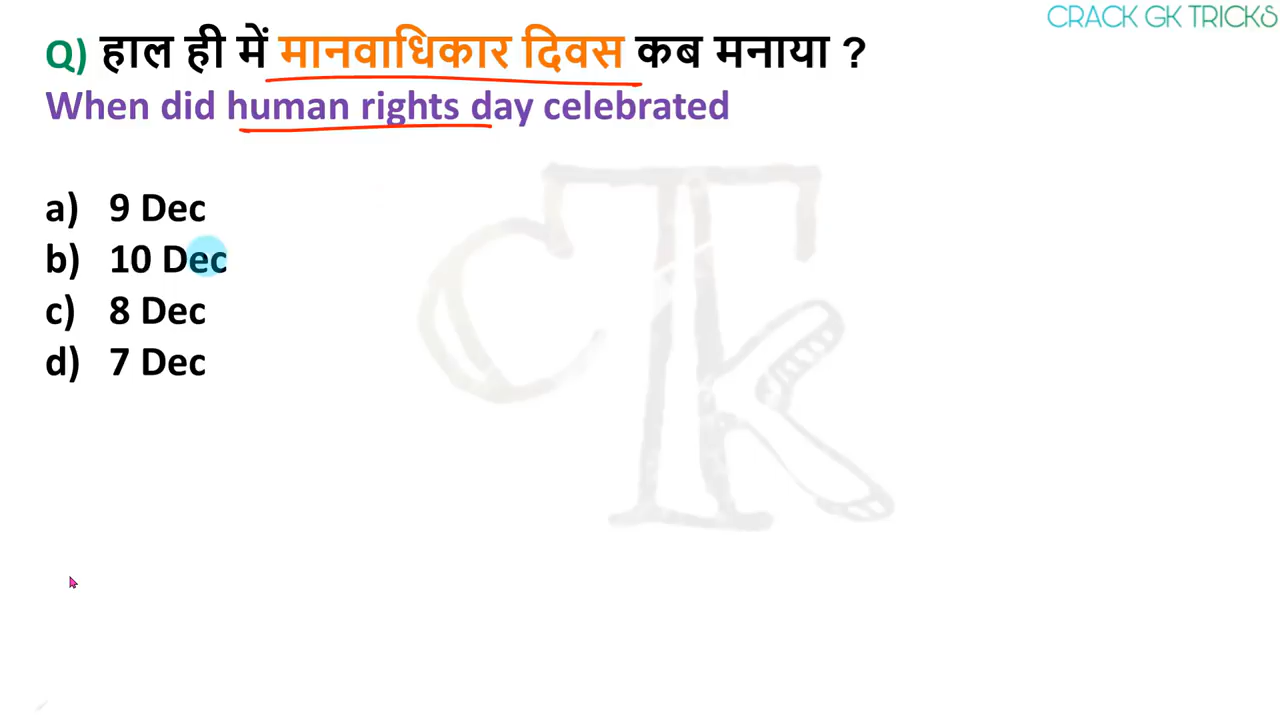 CRACK GK TRICKS
Q) हाल ही में मानवाधिकार दिवस कब मनाया ?
When did human rights day celebrated
a) 9 Dec
b) 10 Dec
c) 8 Dec
d) 7 Dec
CTK